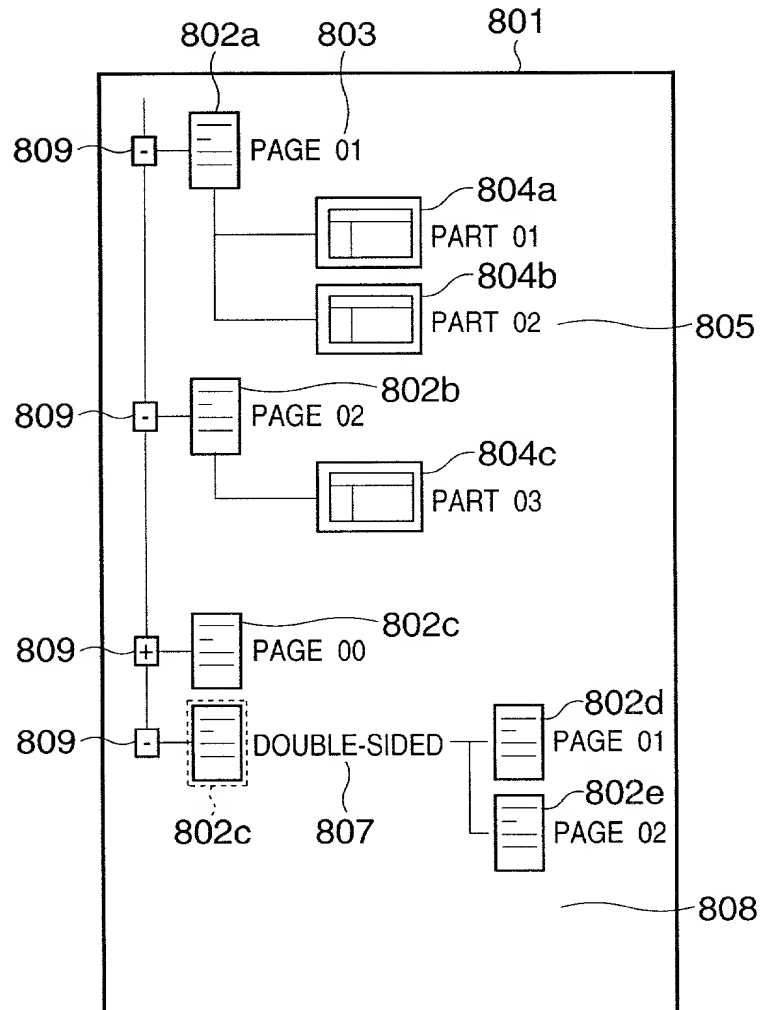 802a 803 801
809 - PAGE 01
804a
PART 01
804b
PART 02 805
802b
809 - PAGE 02
804c
PART 03
802c
809 + PAGE 00
802d
809 - DOUBLE-SIDED PAGE 01
802e
802c 807 PAGE 02
808